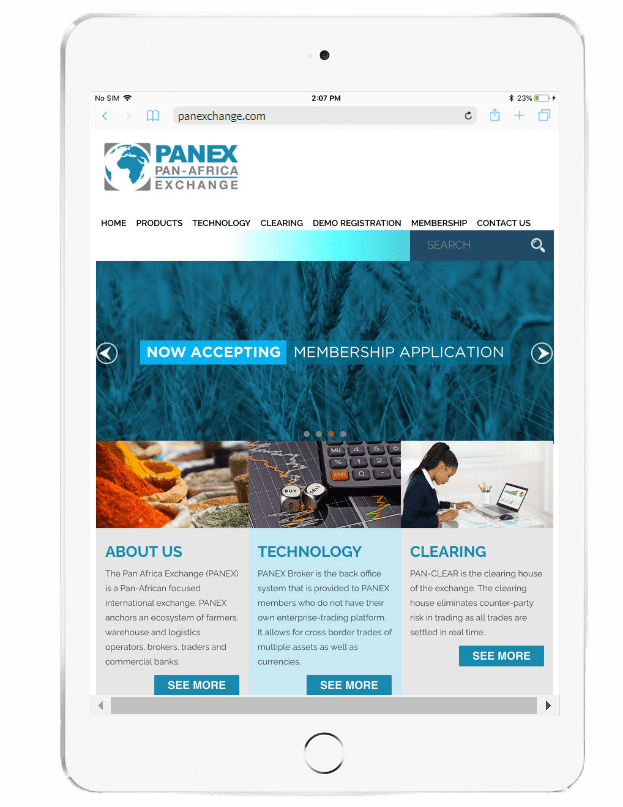 No SIM 2:07 PM 23%
panexchange.com
PANEX
PAN-AFRICA
EXCHANGE
HOME PRODUCTS TECHNOLOGY CLEARING DEMO REGISTRATION MEMBERSHIP CONTACT US
SEARCH
NOW ACCEPTING MEMBERSHIP APPLICATION
BUY
SELL
ABOUT US
The Pan Africa Exchange (PANEX)
is a Pan-African focused
international exchange. PANEX
anchors an ecosystem of farmers,
warehouse and logistics
operators, brokers, traders and
commercial banks.
SEE MORE
TECHNOLOGY
PANEX Broker is the back office
system that is provided to PANEX
members who do not have their
own enterprise-trading platform.
It allows for cross border trades of
multiple assets as well as
currencies.
SEE MORE
CLEARING
PAN-CLEAR is the clearing house
of the exchange. The clearing
house eliminates counter-party
risk in trading as all trades are
settled in real time.
SEE MORE